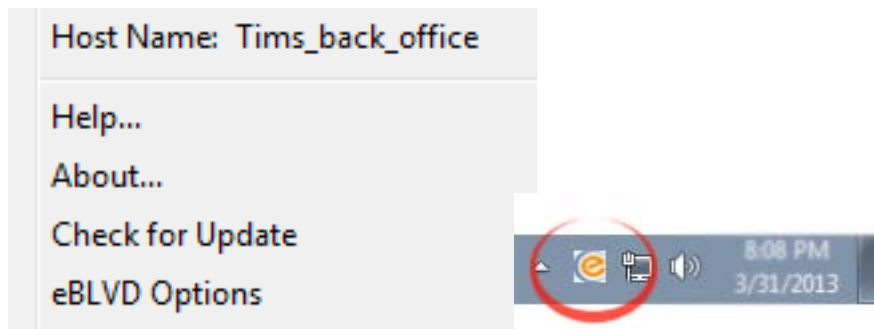 Host Name: Tims_back_office
Help...
About...
Check for Update
eBLVD Options
8:08 PM
3/31/2013